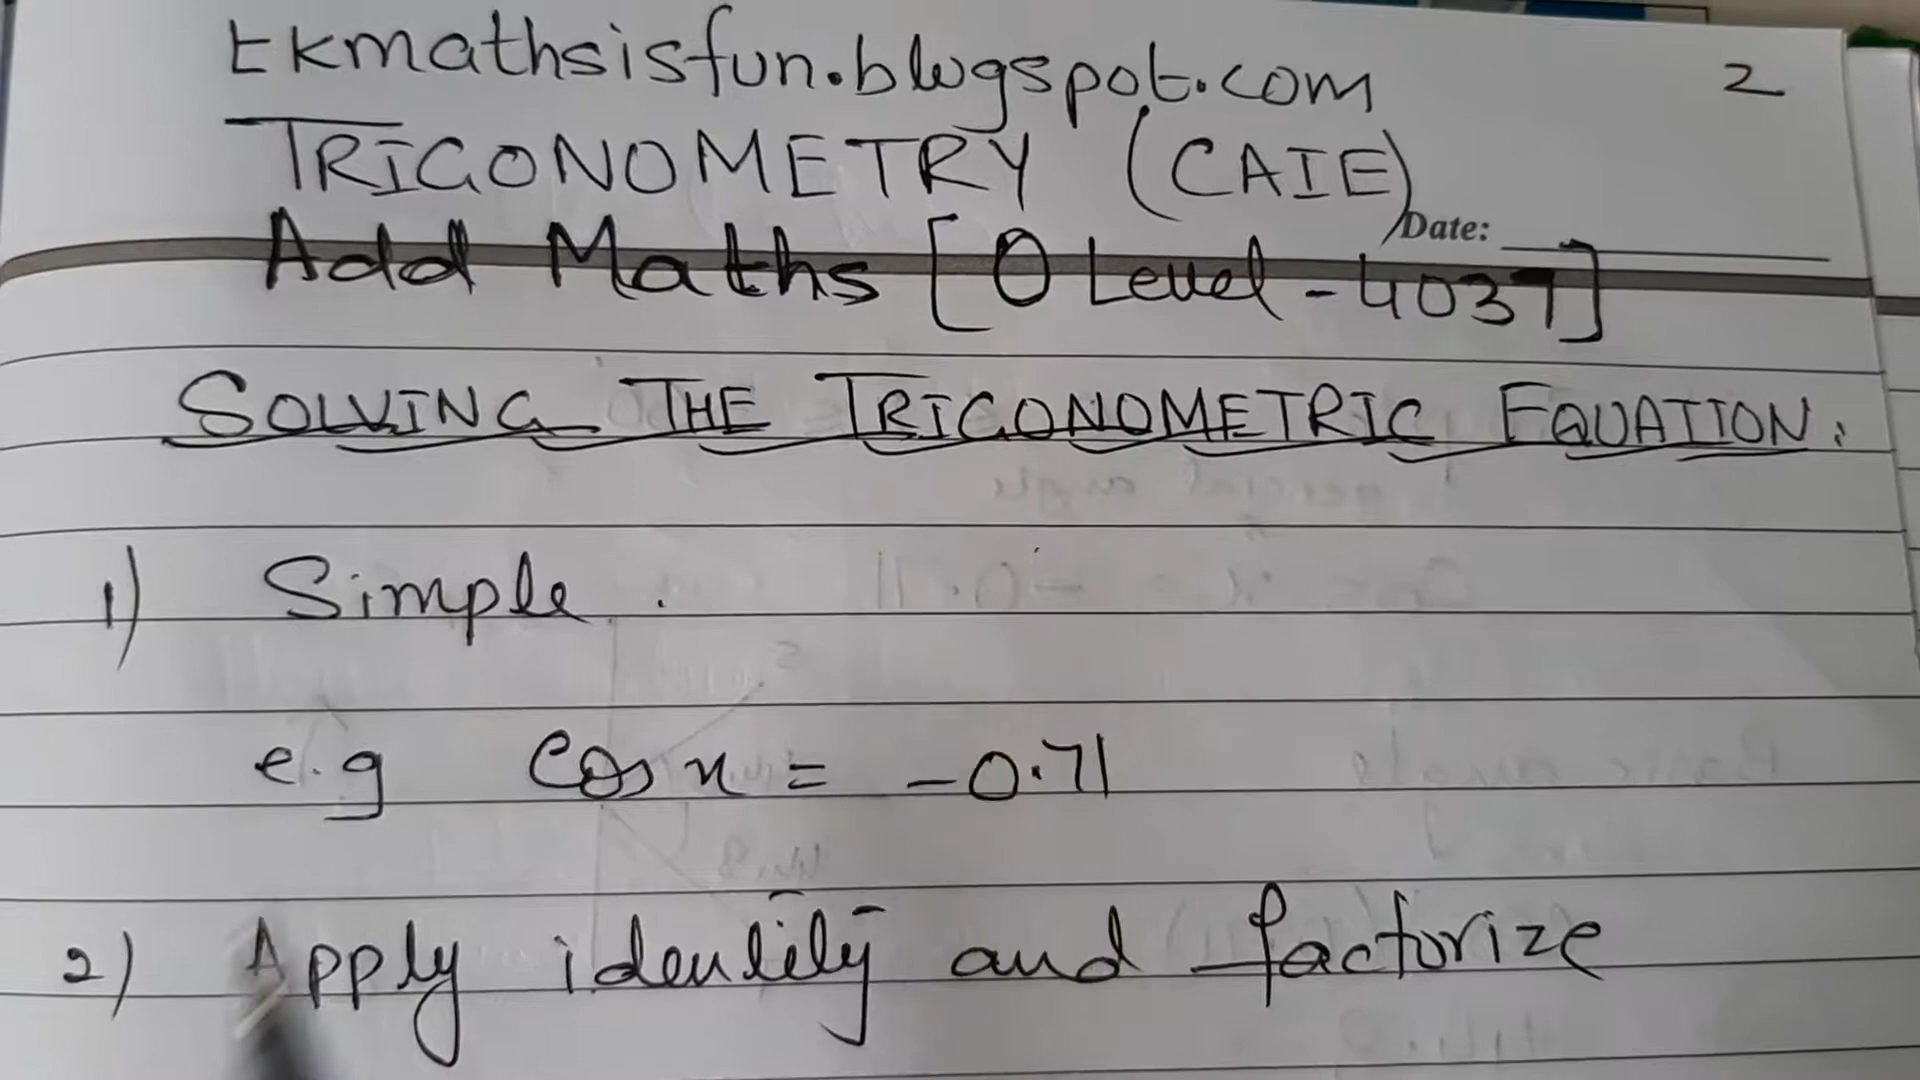 tkmathsisfun.blogspot.com
2
TRIGONOMETRY (CAIE)
Date:
Add Maths [O Level - 4037]
SOLVING THE TRIGONOMETRIC EQUATION:
1) Simple.
e.g cos x = -0.71
2) Apply identity and factorize